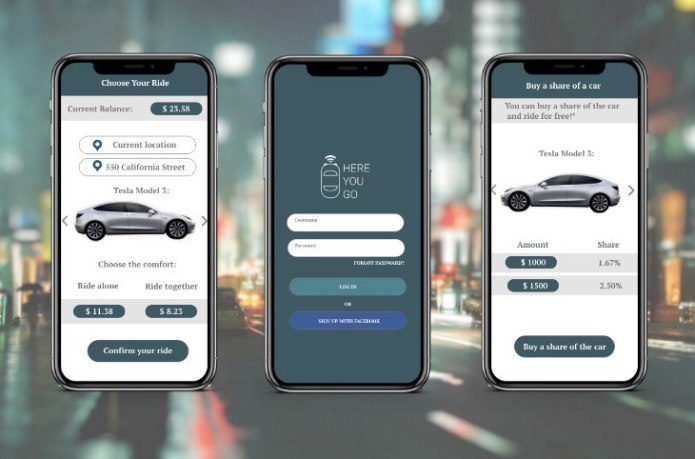 Choose Your Ride
Current Balance: $ 23.58
Current location
550 California Street
Tesla Model 3:
Choose the comfort:
Ride alone Ride together
$ 11.38 $ 8.23
Confirm your ride
HERE
YOU
GO
Username
Password
FORGOT PASSWARD?
LOG IN
OR
SIGN UP WITH FACEBOOK
Buy a share of a car
You can buy a share of the car
and ride for free!*
Tesla Model 3:
Amount Share
$ 1000 1.67%
$ 1500 2.50%
Buy a share of the car